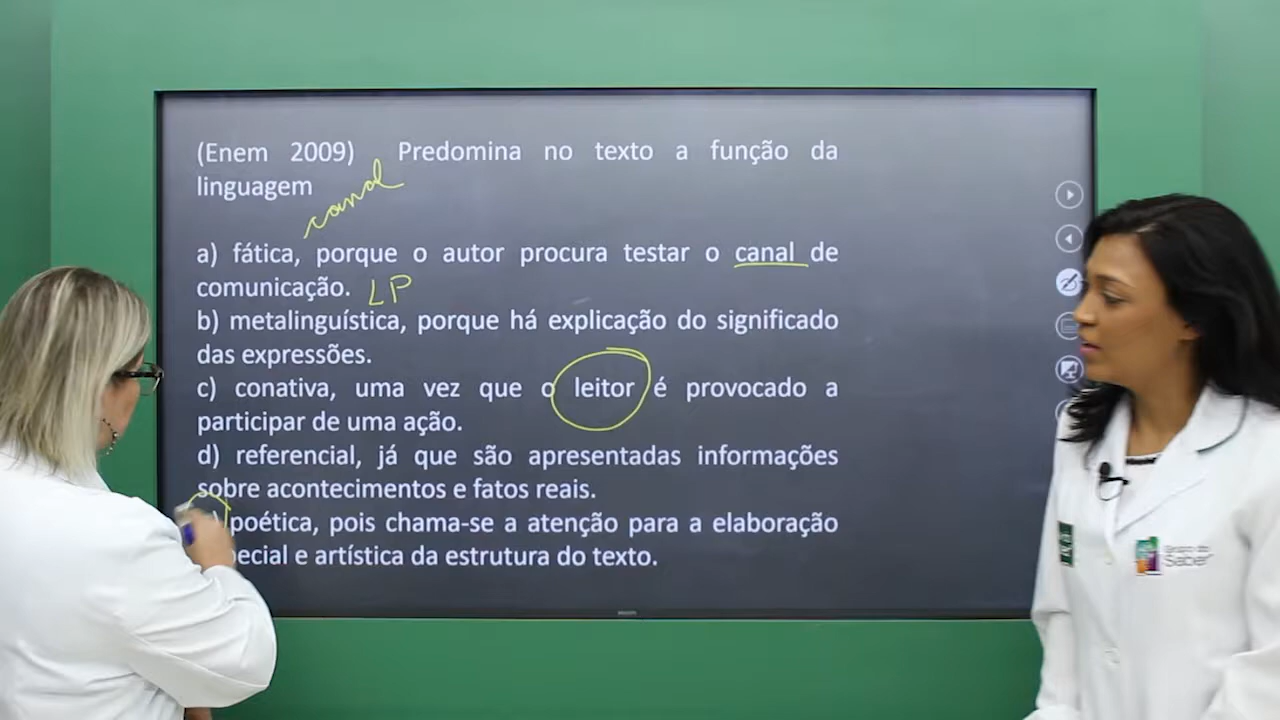 (Enem 2009) Predomina no texto a função da
linguagem
canal
a) fática, porque o autor procura testar o canal de
comunicação. LP
b) metalinguística, porque há explicação do significado
das expressões.
c) conativa, uma vez que o leitor é provocado a
participar de uma ação.
d) referencial, já que são apresentadas informações
sobre acontecimentos e fatos reais.
) poética, pois chama-se a atenção para a elaboração
pecial e artística da estrutura do texto.
Saber